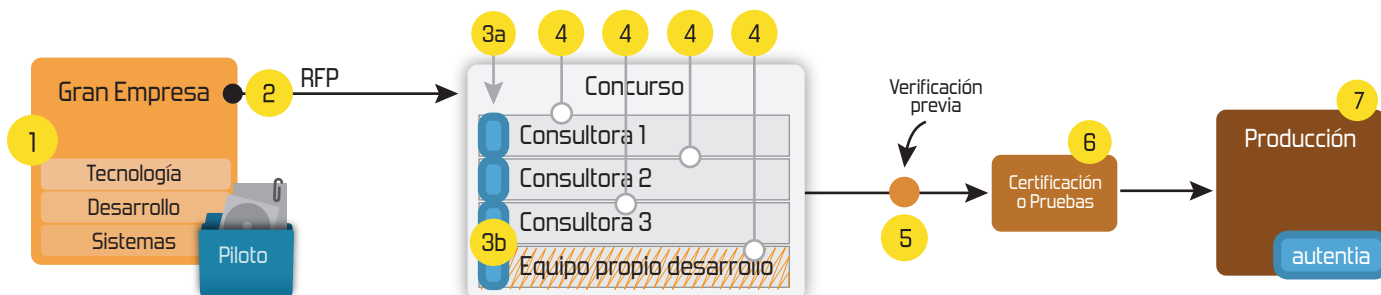 3a
4
4
4
4
Gran Empresa
2
RFP
Concurso
Verificación
previa
7
1
Consultora 1
6
Producción
Tecnología
Consultora 2
Certificación
o Pruebas
Desarrollo
Consultora 3
5
Sistemas
3b
Piloto
Equipo propio desarrollo
autentia